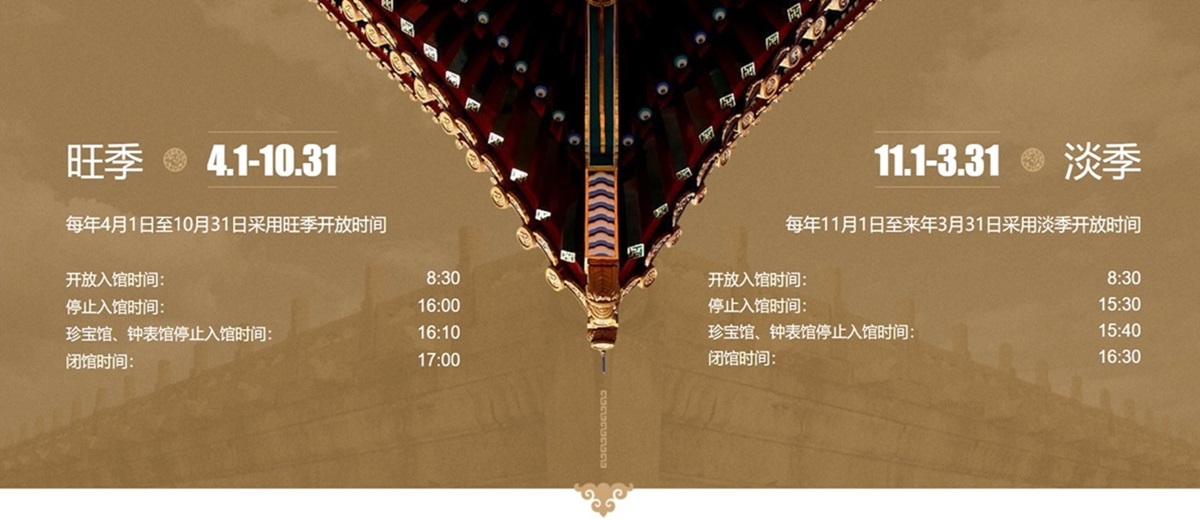 旺季 4.1-10.31
每年4月1日至10月31日采用旺季开放时间
开放入馆时间: 8:30
停止入馆时间: 16:00
珍宝馆、钟表馆停止入馆时间: 16:10
闭馆时间: 17:00
11.1-3.31 淡季
每年11月1日至来年3月31日采用淡季开放时间
开放入馆时间: 8:30
停止入馆时间: 15:30
珍宝馆、钟表馆停止入馆时间: 15:40
闭馆时间: 16:30